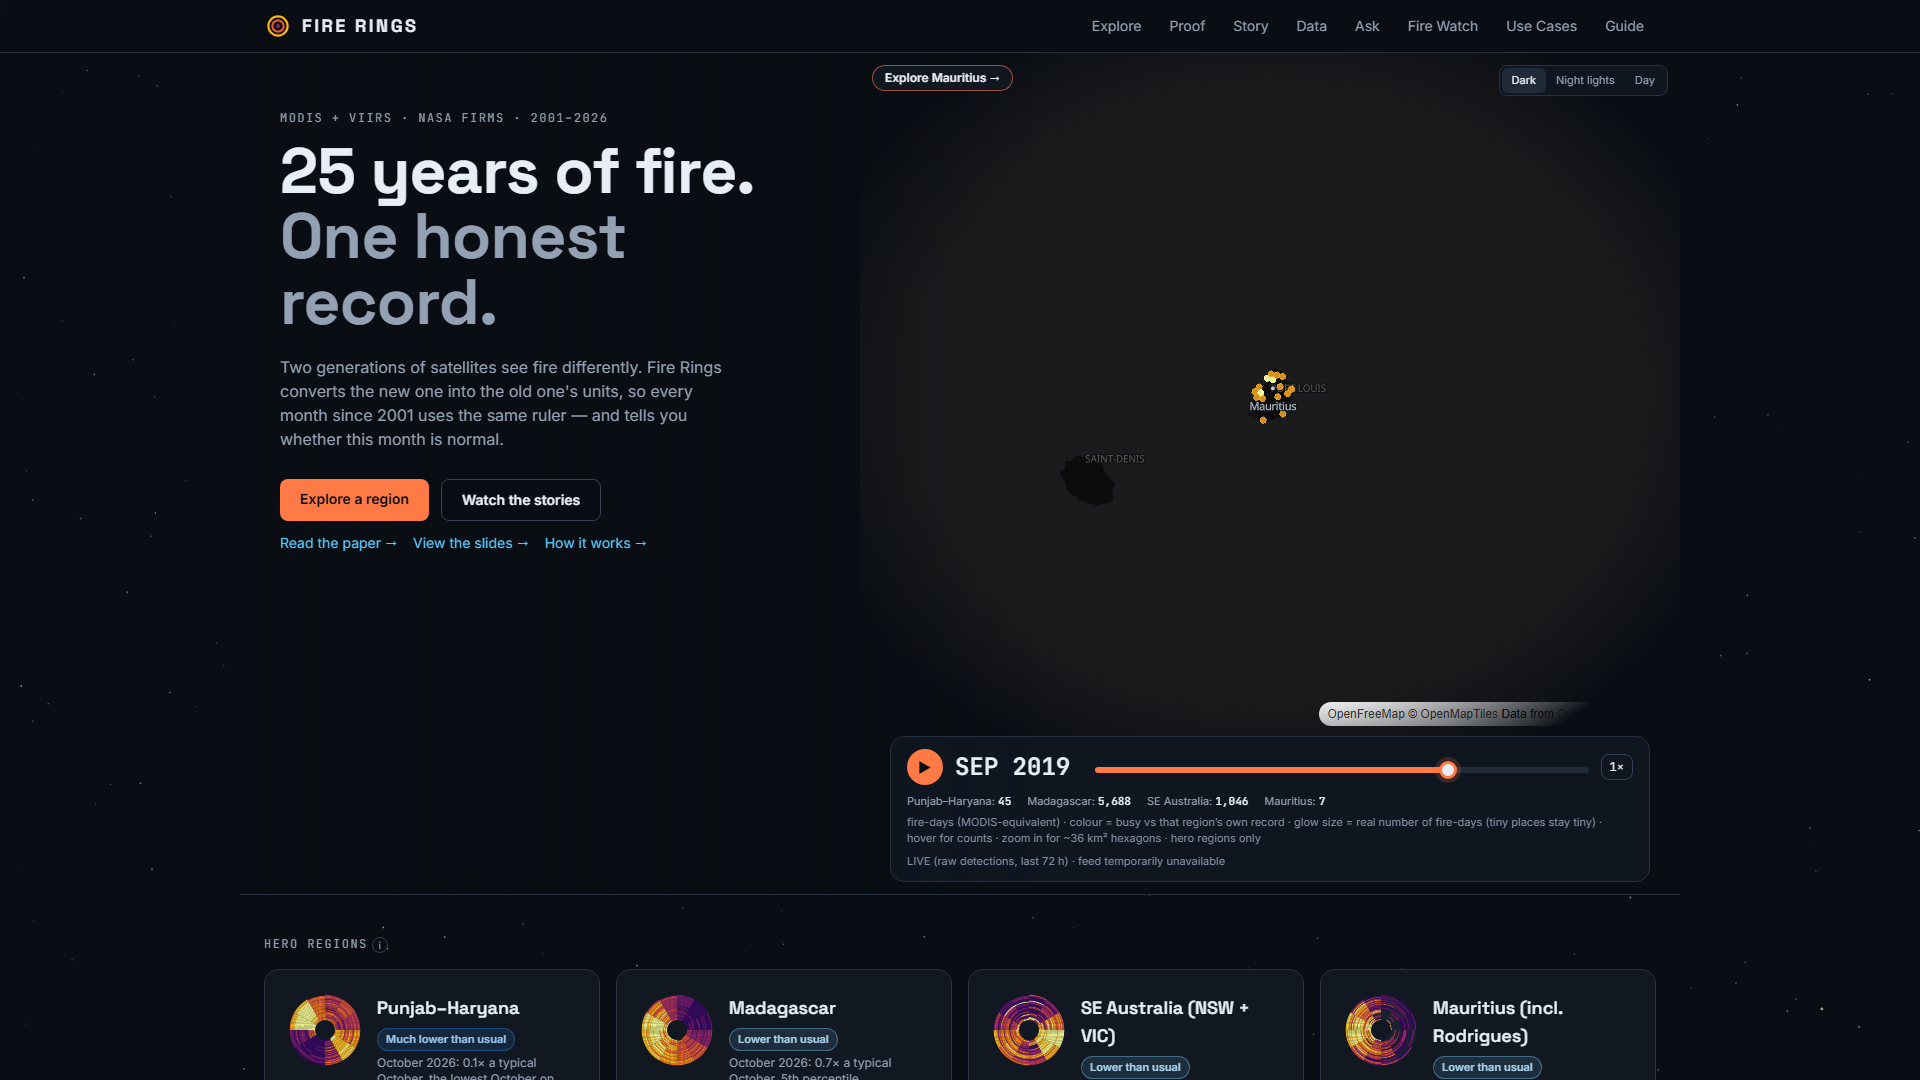 FIRE RINGS
Explore Proof Story Data Ask Fire Watch Use Cases Guide
Explore Mauritius →
Dark Night lights Day
MODIS + VIIRS · NASA FIRMS · 2001–2026
25 years of fire.
One honest
record.
Two generations of satellites see fire differently. Fire Rings
converts the new one into the old one's units, so every
month since 2001 uses the same ruler — and tells you
whether this month is normal.
Explore a region
Watch the stories
Read the paper → View the slides → How it works →
LOUIS
Mauritius
SAINT-DENIS
OpenFreeMap © OpenMapTiles Data from
SEP 2019
1×
Punjab–Haryana: 45 Madagascar: 5,688 SE Australia: 1,046 Mauritius: 7
fire-days (MODIS-equivalent) · colour = busy vs that region's own record · glow size = real number of fire-days (tiny places stay tiny) ·
hover for counts · zoom in for ~36 km² hexagons · hero regions only
LIVE (raw detections, last 72 h) · feed temporarily unavailable
HERO REGIONS i
Punjab–Haryana
Much lower than usual
October 2026: 0.1× a typical
October, the lowest October on
Madagascar
Lower than usual
October 2026: 0.7× a typical
October, 5th percentile
SE Australia (NSW +
VIC)
Lower than usual
Mauritius (incl.
Rodrigues)
Lower than usual